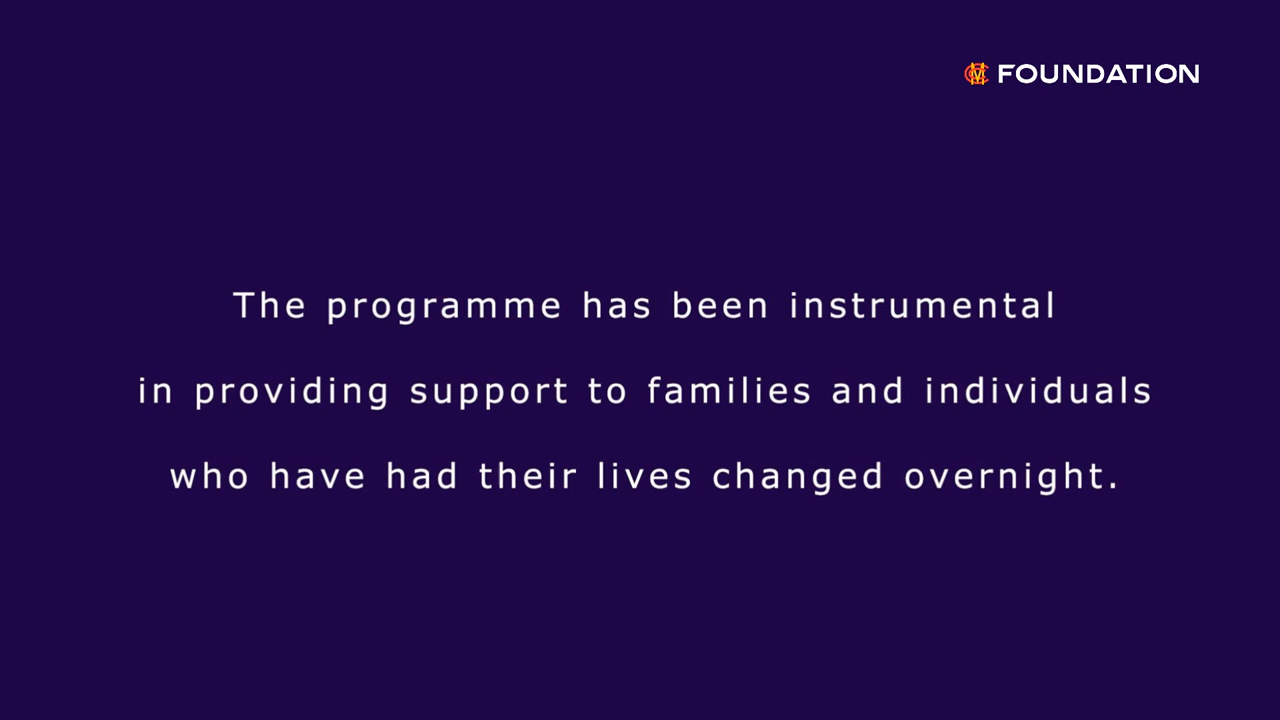 MCC FOUNDATION
The programme has been instrumental
in providing support to families and individuals
who have had their lives changed overnight.